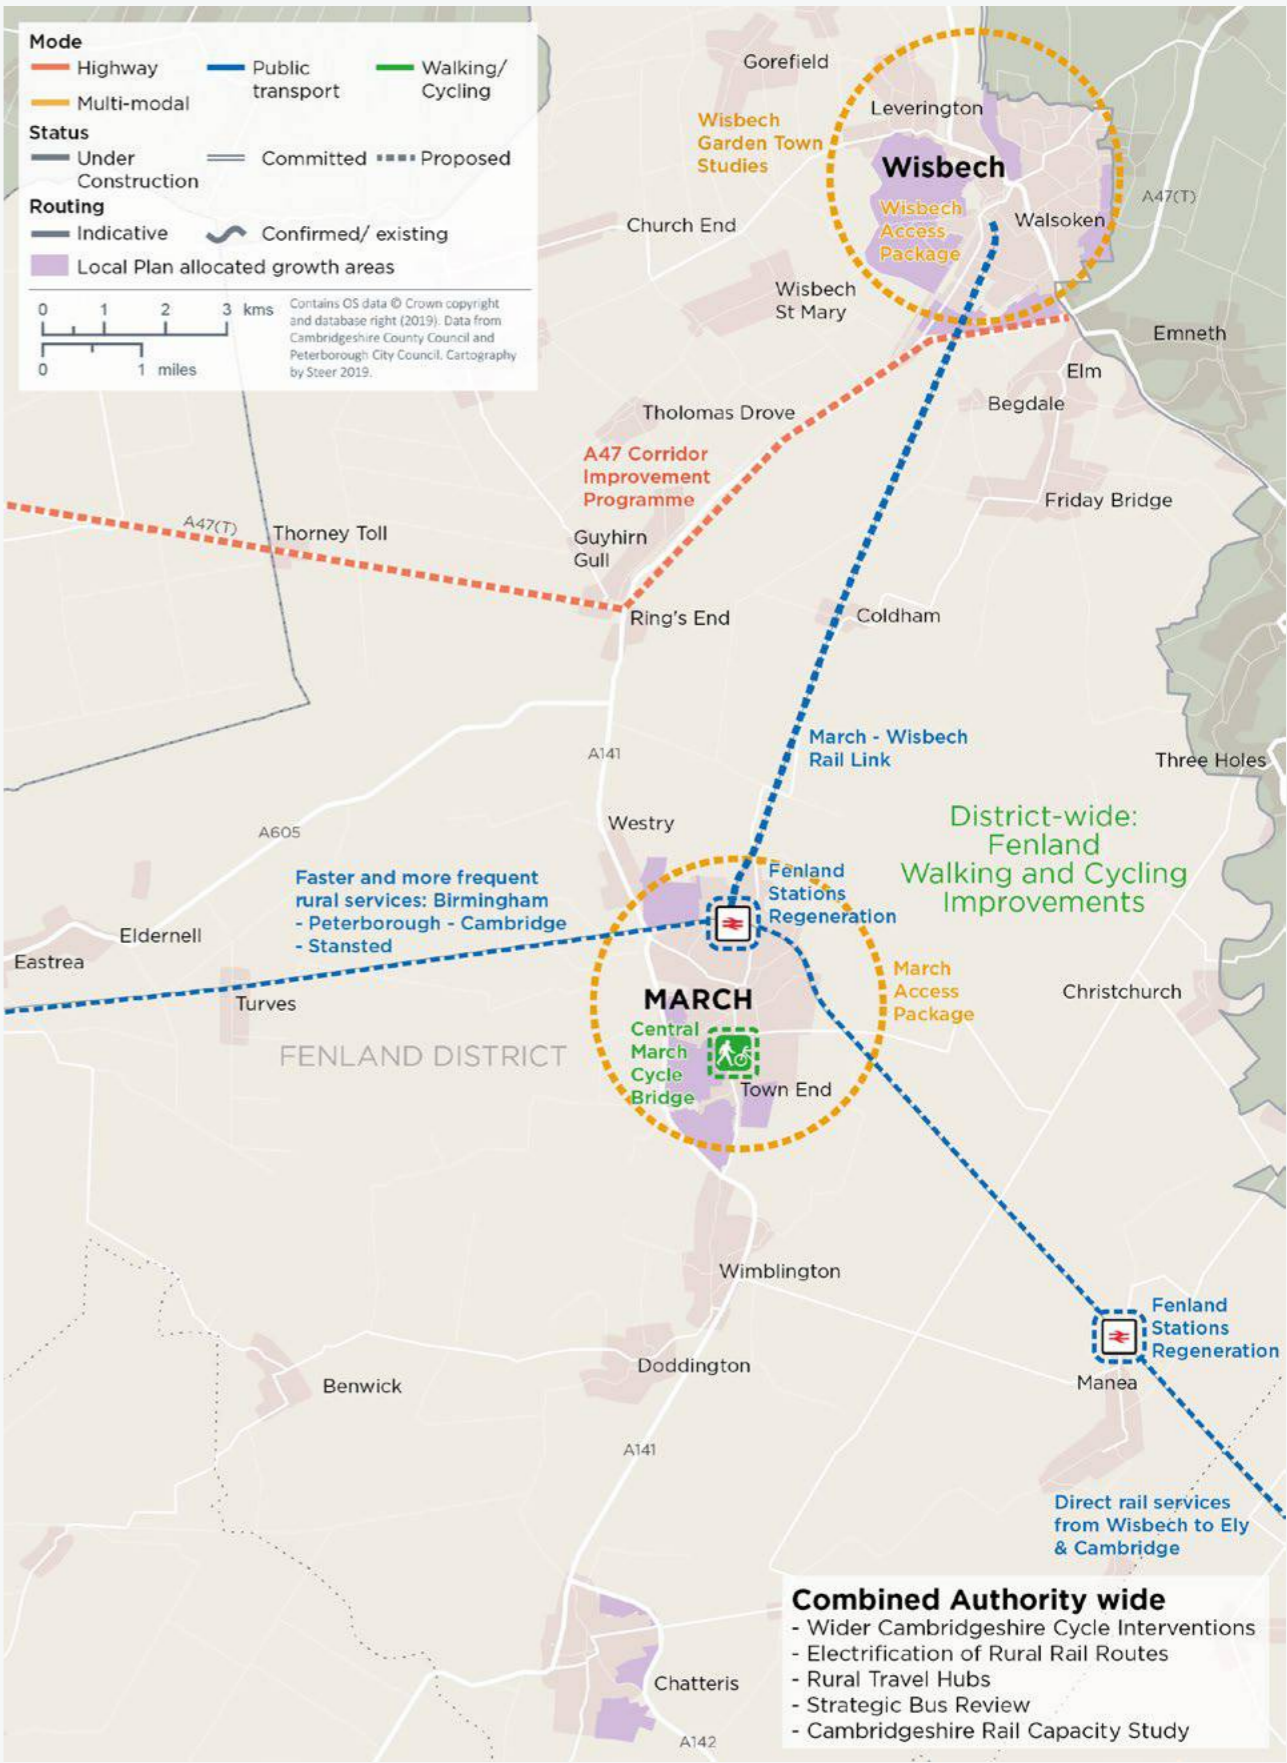 Mode
Highway
Public
transport
Walking/
Cycling
Multi-modal
Status
Under
Construction
Committed
Proposed
Routing
Indicative
Confirmed/ existing
Local Plan allocated growth areas
0 1 2 3 kms
0 1 miles
Contains OS data © Crown copyright
and database right (2019). Data from
Cambridgeshire County Council and
Peterborough City Council. Cartography
by Steer 2019.
Gorefield
Leverington
Wisbech
Garden Town
Studies
Wisbech
Wisbech
Access
Package
Walsoken
A47(T)
Church End
Wisbech
St Mary
Emneth
Elm
Begdale
Tholomas Drove
A47 Corridor
Improvement
Programme
Friday Bridge
A47(T)
Thorney Toll
Guyhirn
Gull
Ring's End
Coldham
March - Wisbech
Rail Link
A141
Three Holes
Westry
A605
District-wide:
Fenland
Walking and Cycling
Improvements
Faster and more frequent
rural services: Birmingham
- Peterborough - Cambridge
- Stansted
Fenland
Stations
Regeneration
Eldernell
Eastrea
Turves
MARCH
March
Access
Package
Christchurch
FENLAND DISTRICT
Central
March
Cycle
Bridge
Town End
Wimblington
Fenland
Stations
Regeneration
Doddington
Benwick
Manea
A141
Direct rail services
from Wisbech to Ely
& Cambridge
Chatteris
A142
Combined Authority wide
- Wider Cambridgeshire Cycle Interventions
- Electrification of Rural Rail Routes
- Rural Travel Hubs
- Strategic Bus Review
- Cambridgeshire Rail Capacity Study